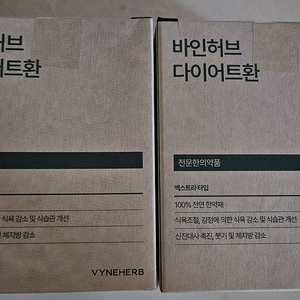 허브
어트환
식욕 감소 및 식습관 개선
및 체지방 감소
VYNEHERB
바인허브
다이어트환
전문한의약품
엑스트라 타입
100% 천연 한약재
식욕조절, 감정에 의한 식욕 감소 및 식습관 개선
신진대사 촉진, 붓기 및 체지방 감소